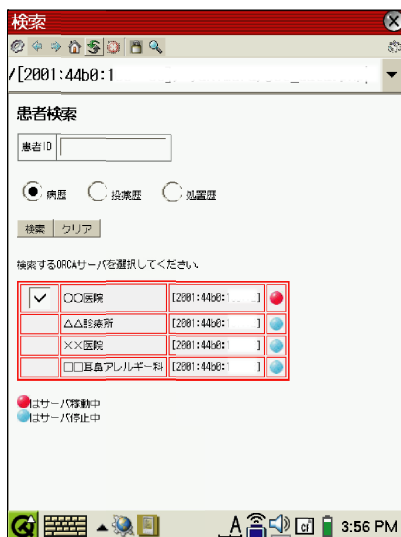 検索
/[2001:44b0:1
患者検索
患者ID
病歴 投薬歴 処置歴
検索 クリア
検索するORCAサーバを選択してください.
○○医院 [2001:44b0: ]
△△診療所 [2001:44b0: ]
××医院 [2001:44b0: ]
□□耳鼻アレルギー科 [2001:44b0: ]
はサーバ稼動中
はサーバ停止中
A cf 3:56 PM